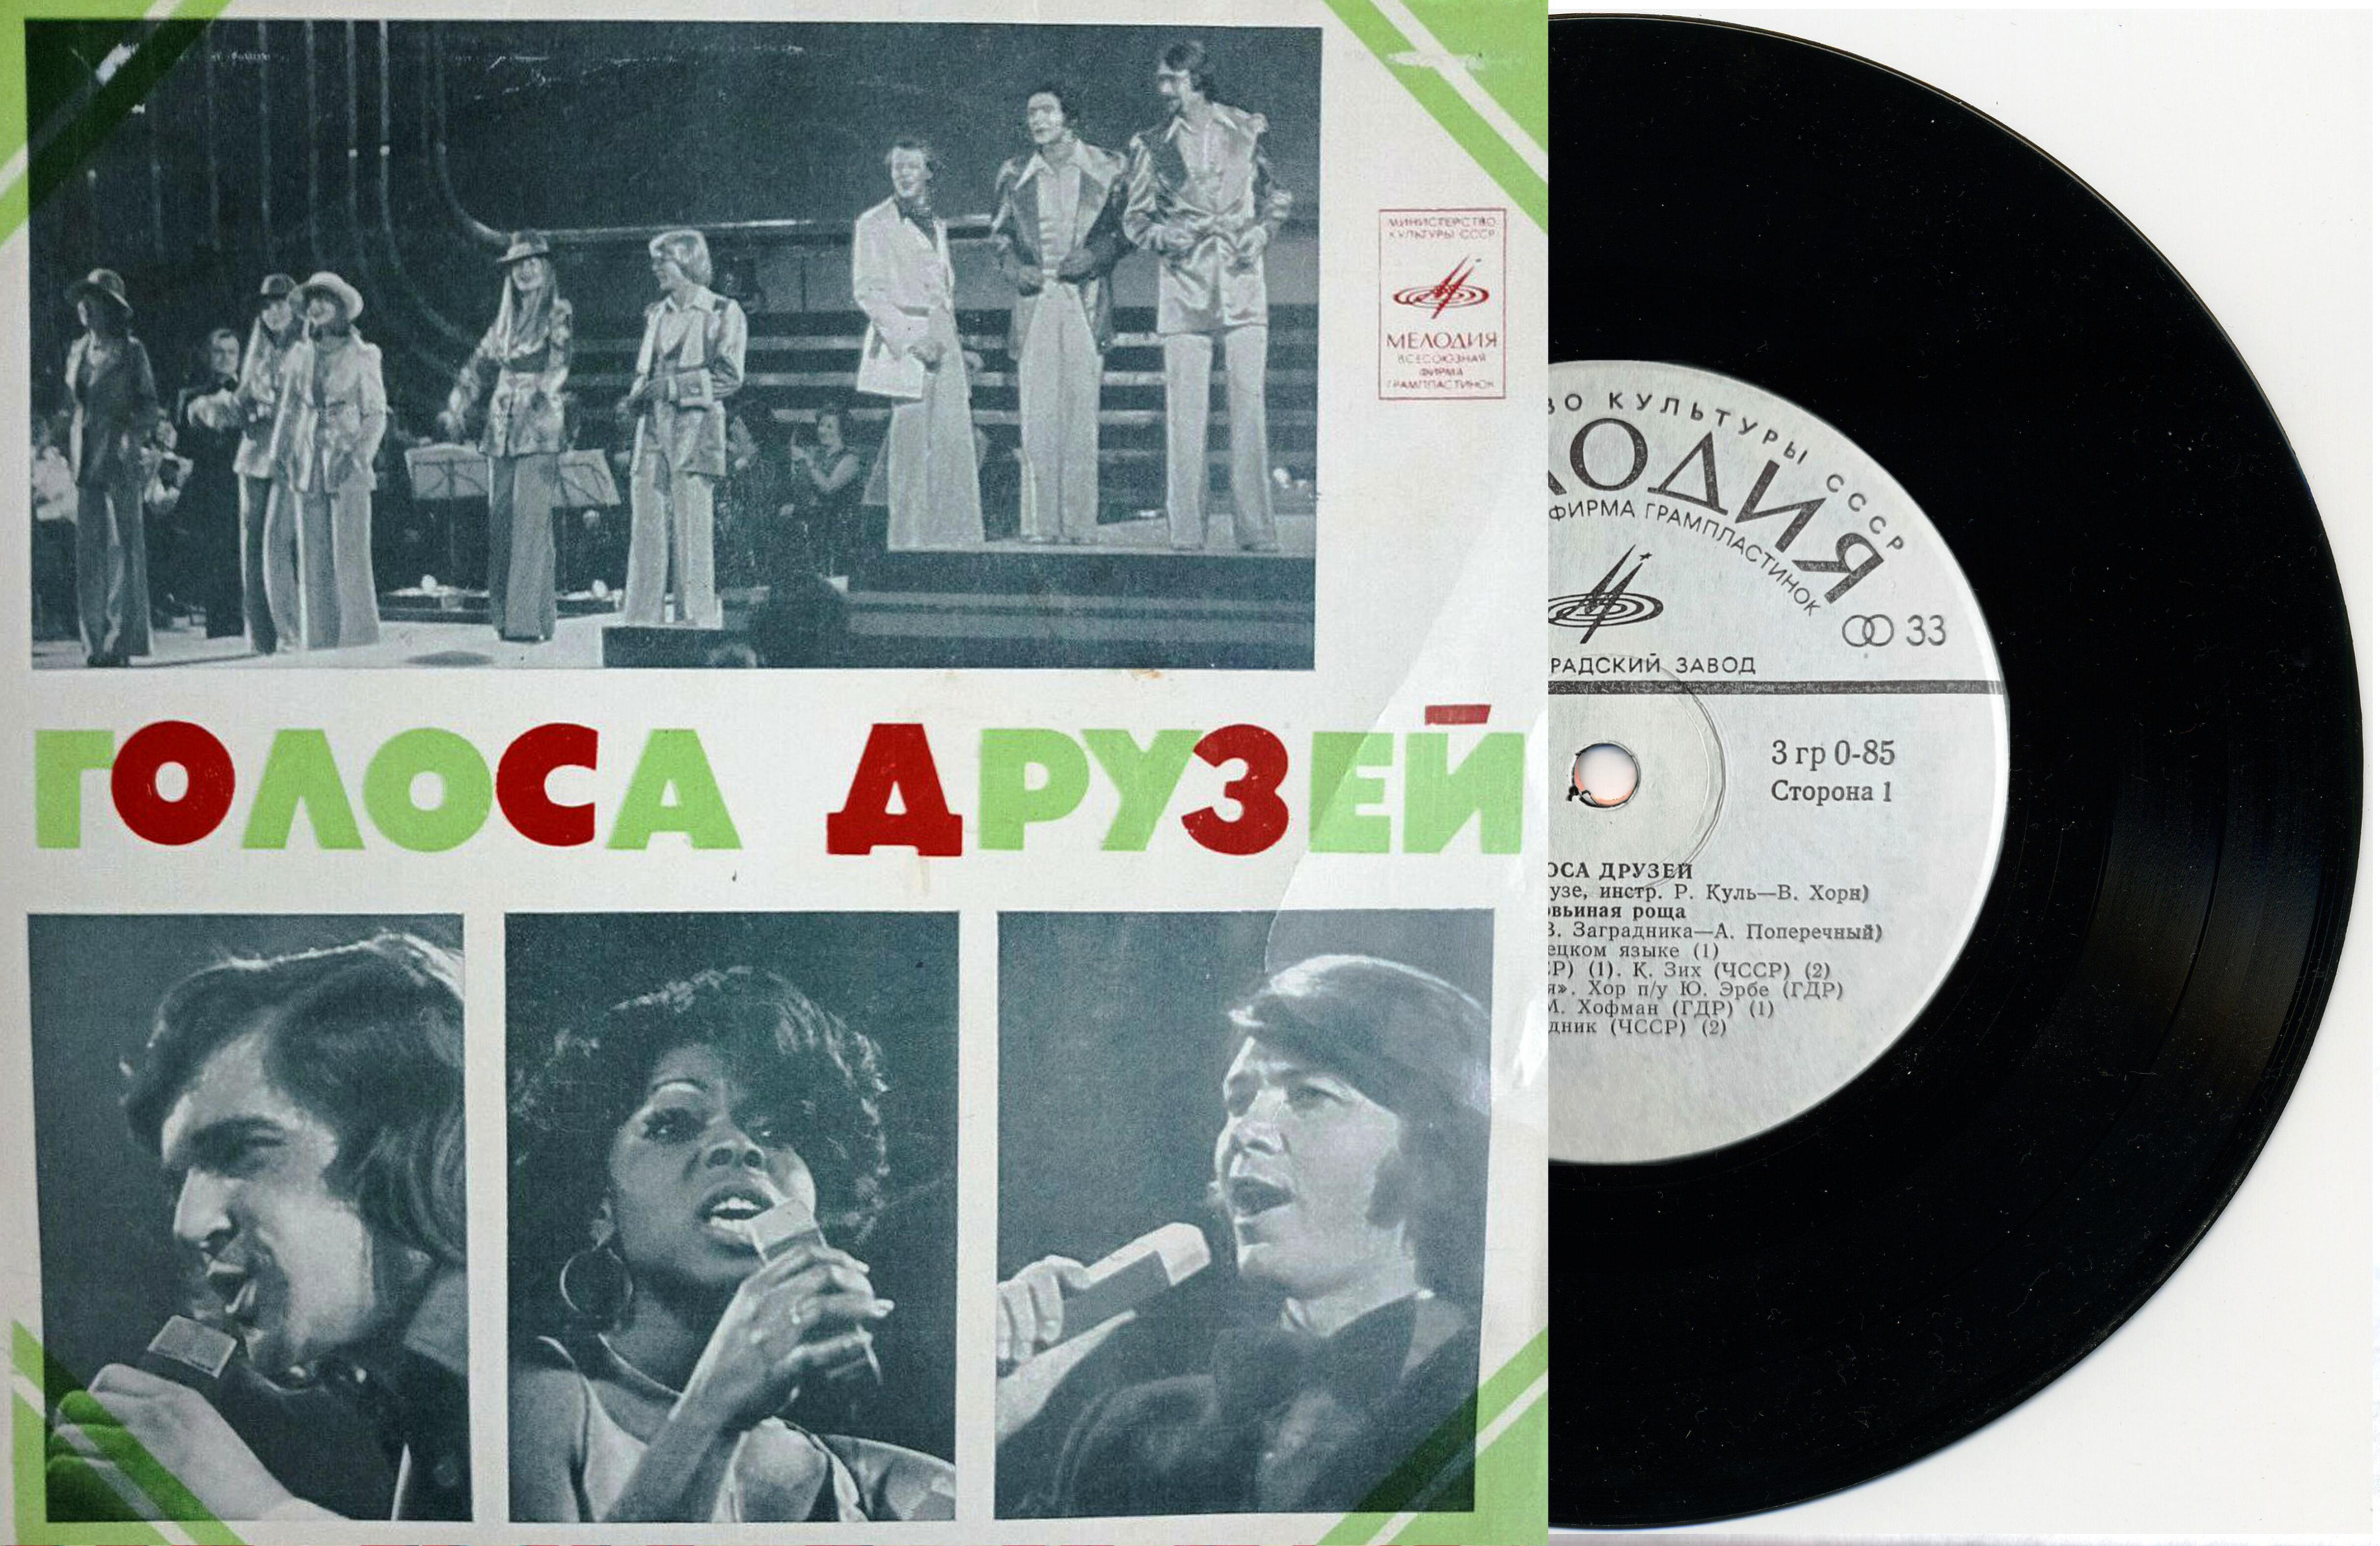 МИНИСТЕРСТВО
КУЛЬТУРЫ СССР
МЕЛОДИЯ
ВСЕСОЮЗНАЯ
ФИРМА
ГРАМПЛАСТИНОК
ГОЛОСА ДРУЗЕЙ
ВО КУЛЬТУРЫ СССР
ЛОДИЯ
ФИРМА ГРАМПЛАСТИНОК
33
РАДСКИЙ ЗАВОД
3 гр 0-85
Сторона 1
ОСА ДРУЗЕЙ
узе, инстр. Р. Куль—В. Хорн)
овьиная роща
В. Заградника—А. Поперечный)
ецком языке (1)
СР) (1). К. Зих (ЧССР) (2)
я». Хор п/у Ю. Эрбе (ГДР)
М. Хофман (ГДР) (1)
дник (ЧССР) (2)